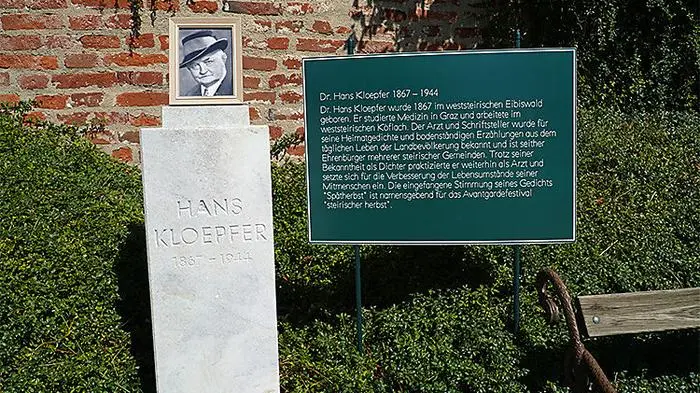 HANS
KLOEPFER
1867 - 1944
Dr. Hans Kloepfer 1867 – 1944
Dr. Hans Kloepfer wurde 1867 im weststeirischen Eibiswald
geboren. Er studierte Medizin in Graz und arbeitete im
weststeirischen Köflach. Der Arzt und Schriftsteller wurde für
seine Heimatgedichte und bodenständigen Erzählungen aus dem
täglichen Leben der Landbevölkerung bekannt und ist seither
Ehrenbürger mehrerer steirischer Gemeinden. Trotz seiner
Bekanntheit als Dichter praktizierte er weiterhin als Arzt und
setzte sich für die Verbesserung der Lebensumstände seiner
Mitmenschen ein. Die eingefangene Stimmung seines Gedichts
"Spätherbst" ist namensgebend für das Avantgardefestival
"steirischer herbst".